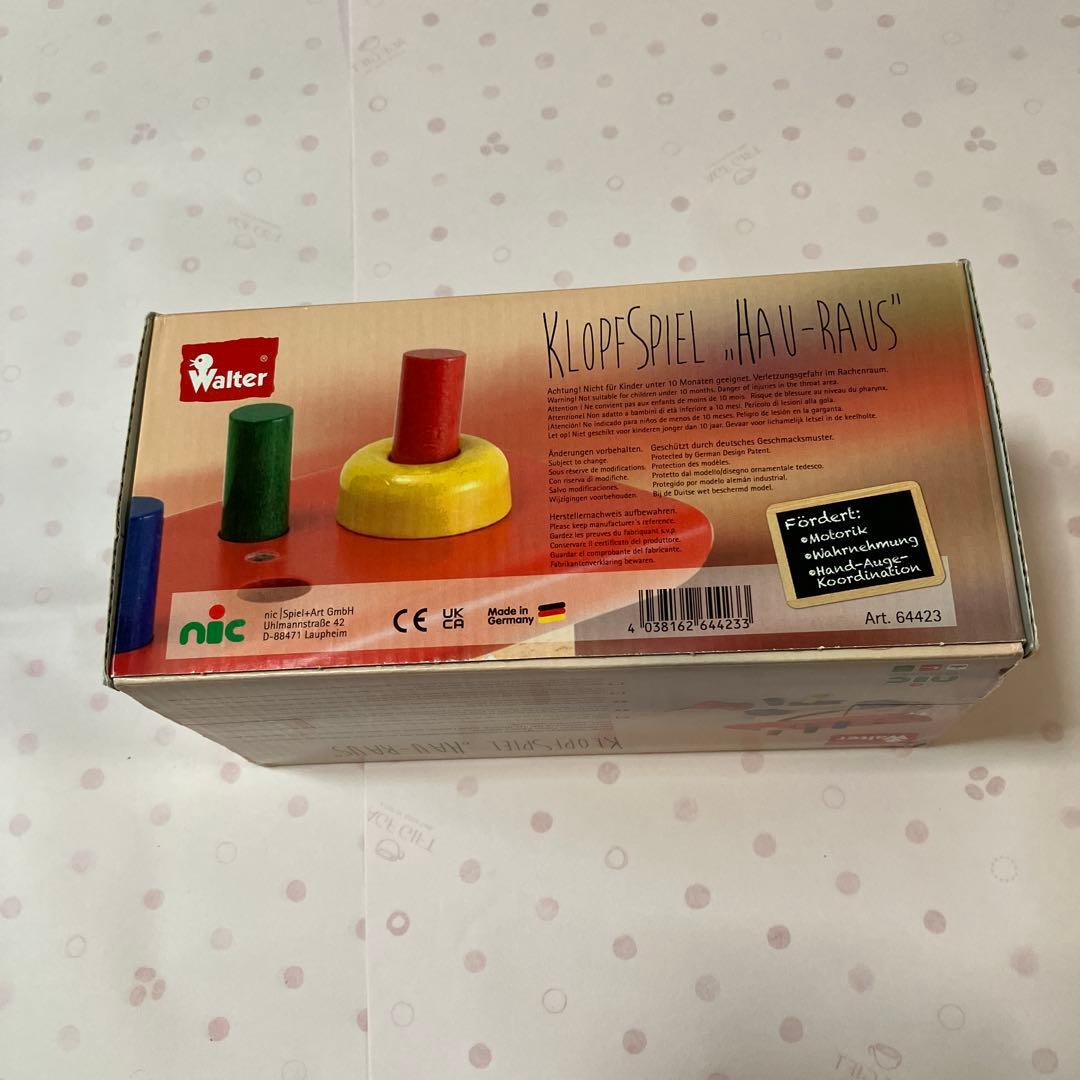 Walter
KLOPFSPIEL „HAU-RAUS"
Achtung! Nicht für Kinder unter 10 Monaten geeignet. Verletzungsgefahr im Rachenraum.
Warning! Not suitable for children under 10 months. Danger of injuries in the throat area.
Attention ! Ne convient pas aux enfants de moins de 10 mois. Risque de blessure au niveau du pharynx.
Attenzione! Non adatto a bambini di età inferiore a 10 mesi. Pericolo di lesioni alla gola.
¡Atención! No indicado para niños de menos de 10 meses. Peligro de lesión en la garganta.
Let op! Niet geschikt voor kinderen jonger dan 10 jaar. Gevaar voor lichamelijk letsel in de keelholte.
Änderungen vorbehalten.
Subject to change.
Sous réserve de modifications.
Con riserva di modifiche.
Salvo modificaciones.
Wijzigingen voorbehouden.
Geschützt durch deutsches Geschmacksmuster.
Protected by German Design Patent.
Protection des modèles.
Protetto dal modello/disegno ornamentale tedesco.
Protegido por modelo alemán industrial.
Bij de Duitse wet beschermd model.
Herstellernachweis aufbewahren.
Please keep manufacturer's reference.
Gardez les preuves du fabriquant s.v.p.
Conservare il certificato del produttore.
Guardar el comprobante del fabricante.
Fabrikantenverklaring bewaren.
Fördert:
•Motorik
•Wahrnehmung
•Hand-Auge-
Koordination
nic
nic|Spiel+Art GmbH
Uhlmannstraße 42
D-88471 Laupheim
CE
UK
CA
Made in
Germany
4 038162 644233
Art. 64423
nic
Walter
KLOPFSPIEL „HAU-RAUS"
AGF GIFT